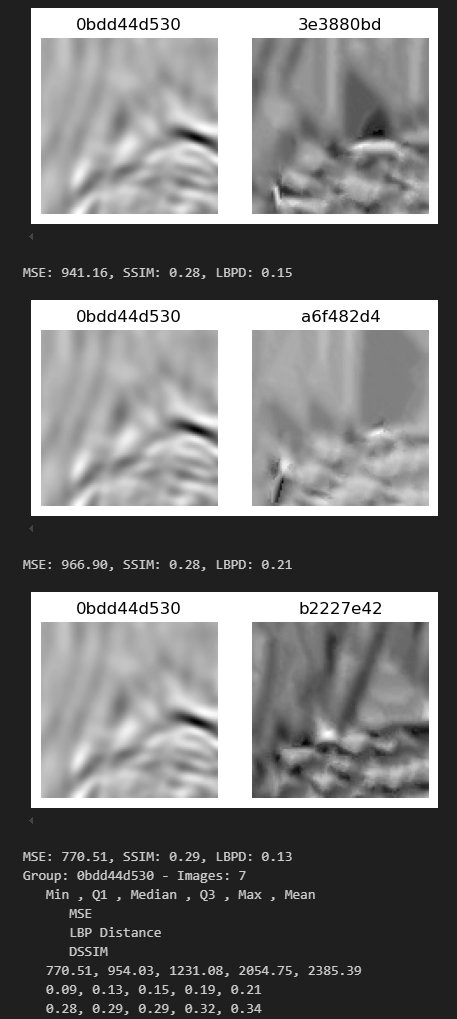 0bdd44d530 3e3880bd
MSE: 941.16, SSIM: 0.28, LBPD: 0.15
0bdd44d530 a6f482d4
MSE: 966.90, SSIM: 0.28, LBPD: 0.21
0bdd44d530 b2227e42
MSE: 770.51, SSIM: 0.29, LBPD: 0.13
Group: 0bdd44d530 - Images: 7
Min , Q1 , Median , Q3 , Max , Mean
MSE
LBP Distance
DSSIM
770.51, 954.03, 1231.08, 2054.75, 2385.39
0.09, 0.13, 0.15, 0.19, 0.21
0.28, 0.29, 0.29, 0.32, 0.34